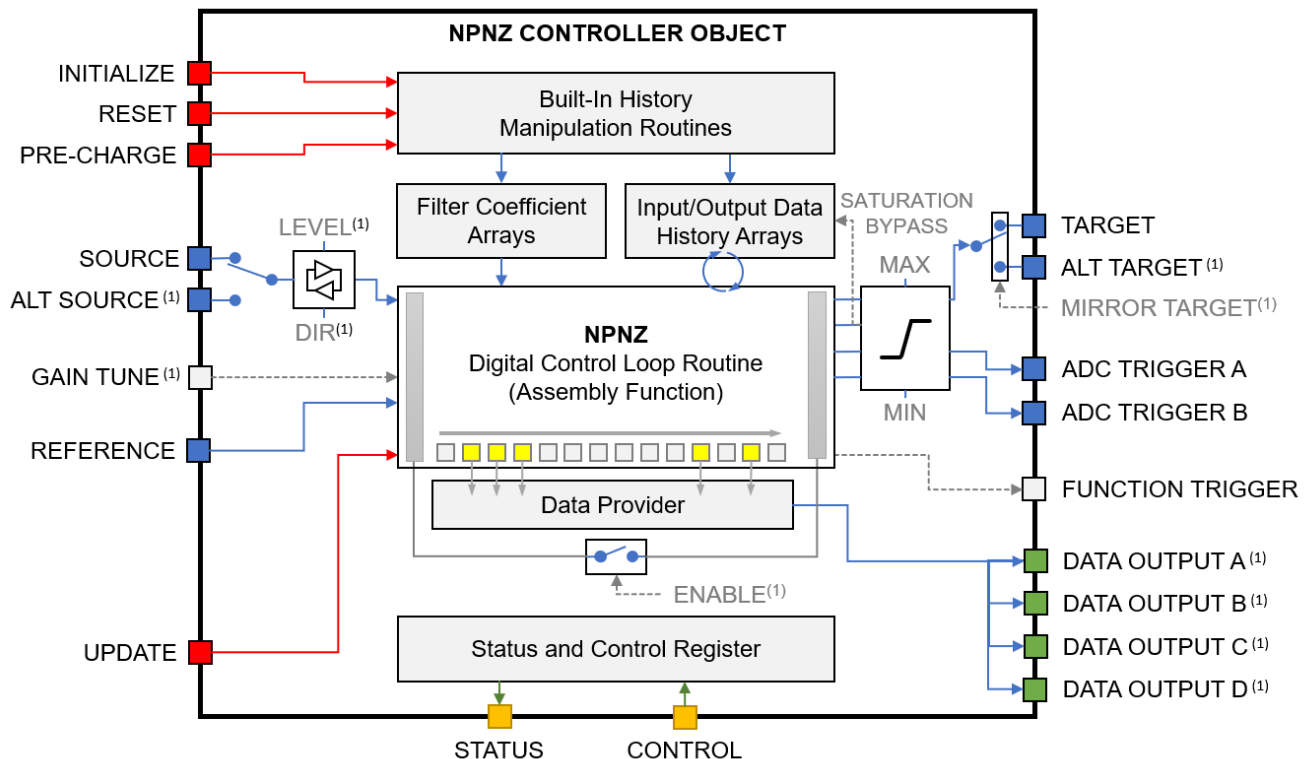 NPNZ CONTROLLER OBJECT
INITIALIZE
RESET
PRE-CHARGE
Built-In History
Manipulation Routines
Filter Coefficient
Arrays
Input/Output Data
History Arrays
SATURATION
BYPASS
LEVEL(1)
SOURCE
ALT SOURCE (1)
DIR(1)
MAX
MIN
TARGET
ALT TARGET (1)
MIRROR TARGET(1)
GAIN TUNE(1)
REFERENCE
NPNZ
Digital Control Loop Routine
(Assembly Function)
ADC TRIGGER A
ADC TRIGGER B
FUNCTION TRIGGER
Data Provider
ENABLE(1)
DATA OUTPUT A (1)
DATA OUTPUT B (1)
DATA OUTPUT C (1)
DATA OUTPUT D (1)
UPDATE
Status and Control Register
STATUS
CONTROL